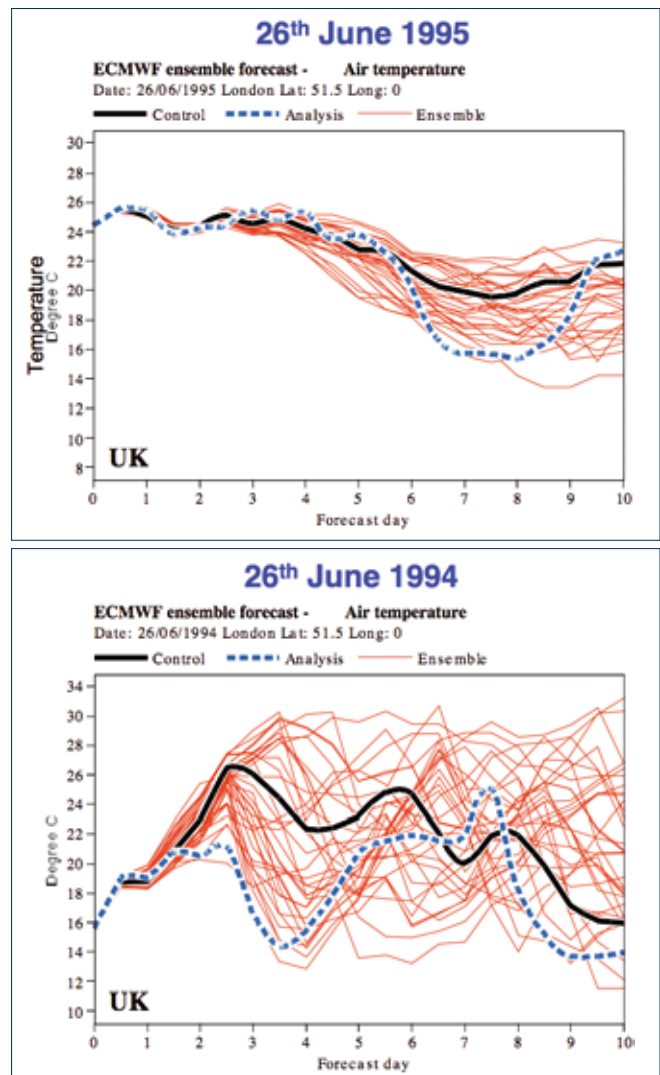 26th June 1995
ECMWF ensemble forecast - Air temperature
Date: 26/06/1995 London Lat: 51.5 Long: 0
Control Analysis Ensemble
30
28
26
24
22
20
18
16
14
12
10
8
Temperature
Degree C
UK
0 1 2 3 4 5 6 7 8 9 10
Forecast day
26th June 1994
ECMWF ensemble forecast - Air temperature
Date: 26/06/1994 London Lat: 51.5 Long: 0
Control Analysis Ensemble
34
30
28
26
24
22
20
18
16
14
12
10
Degree C
UK
0 1 2 3 4 5 6 7 8 9 10
Forecast day